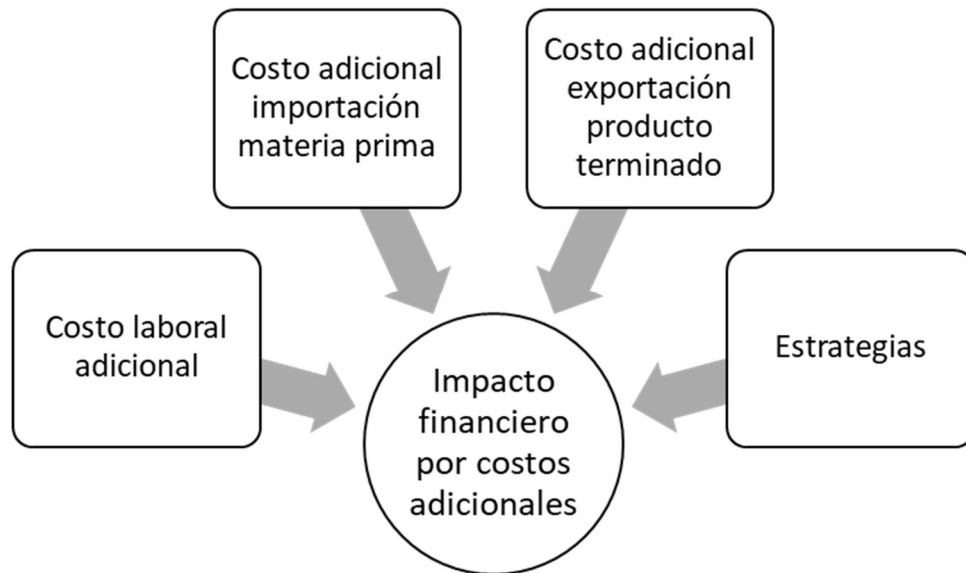 Costo adicional
importación
materia prima
Costo adicional
exportación
producto
terminado
Costo laboral
adicional
Estrategias
Impacto
financiero
por costos
adicionales